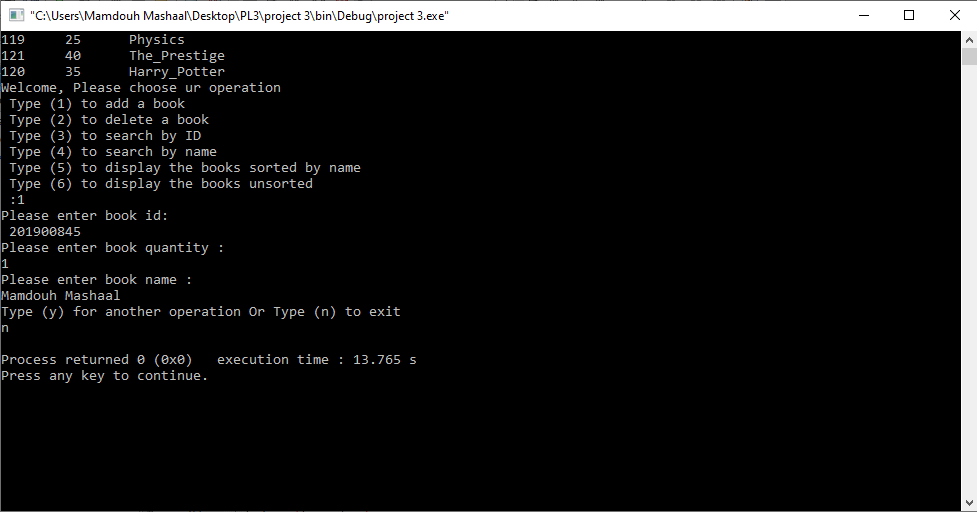 "C:\Users\Mamdouh Mashaal\Desktop\PL3\project 3\bin\Debug\project 3.exe"
119 25 Physics
121 40 The_Prestige
120 35 Harry_Potter
Welcome, Please choose ur operation
Type (1) to add a book
Type (2) to delete a book
Type (3) to search by ID
Type (4) to search by name
Type (5) to display the books sorted by name
Type (6) to display the books unsorted
:1
Please enter book id:
201900845
Please enter book quantity :
1
Please enter book name :
Mamdouh Mashaal
Type (y) for another operation Or Type (n) to exit
n
Process returned 0 (0x0) execution time : 13.765 s
Press any key to continue.